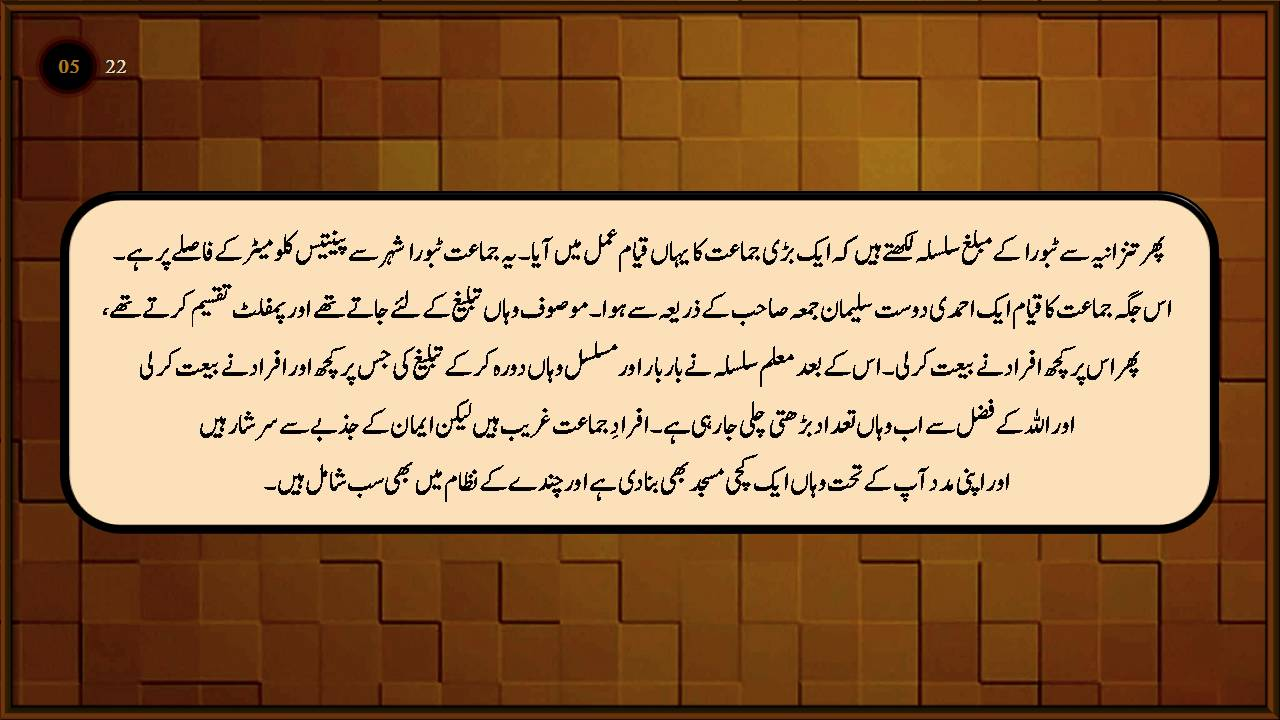 05 22
پھر تنزانیہ سے ٹبورا کے مبلغ سلسلہ لکھتے ہیں کہ ایک بڑی جماعت کا یہاں قیام عمل میں آیا۔ یہ جماعت ٹبورا شہر سے پینتیس کلومیٹر کے فاصلے پر ہے۔
اس جگہ جماعت کا قیام ایک احمدی دوست سلیمان جمعہ صاحب کے ذریعہ سے ہوا۔ موصوف وہاں تبلیغ کے لئے جاتے تھے اور پمفلٹ تقسیم کرتے تھے،
پھر اس پر کچھ افراد نے بیعت کر لی۔ اس کے بعد معلم سلسلہ نے بار بار اور مسلسل وہاں دورہ کر کے تبلیغ کی جس پر کچھ اور افراد نے بیعت کر لی
اور اللہ کے فضل سے اب وہاں تعداد بڑھتی چلی جا رہی ہے۔ افرادِ جماعت غریب ہیں لیکن ایمان کے جذبے سے سرشار ہیں
اور اپنی مدد آپ کے تحت وہاں ایک کچی مسجد بھی بنا دی ہے اور چندے کے نظام میں بھی سب شامل ہیں۔